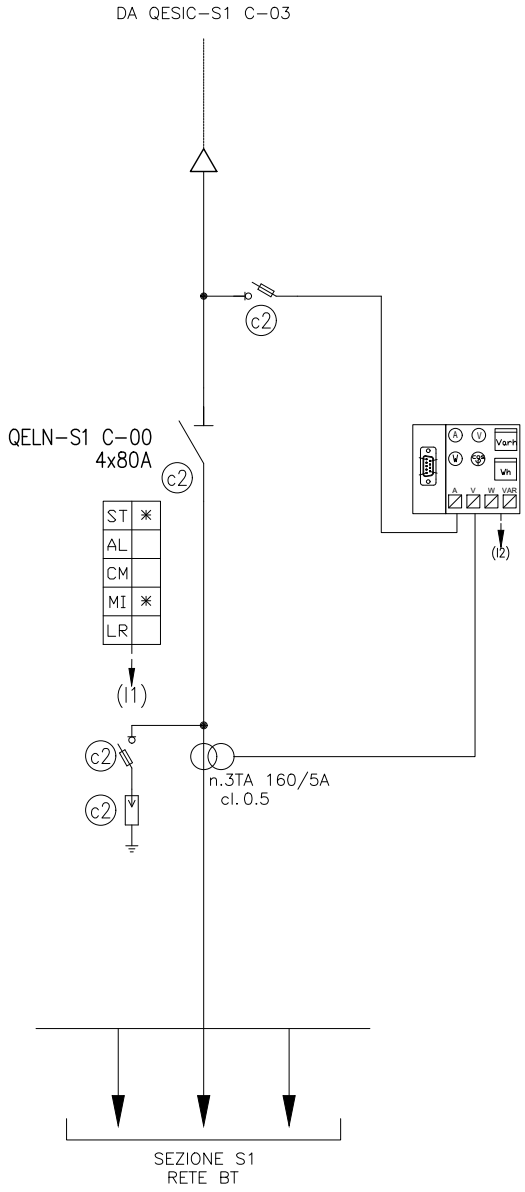 DA QESIC-S1 C-03
c2
QELN-S1 C-00
4x80A
c2
A V Varh
W cosφ Wh
A V W VAR
(I2)
ST *
AL
CM
MI *
LR
(I1)
c2
n.3TA 160/5A
cl.0.5
c2
SEZIONE S1
RETE BT